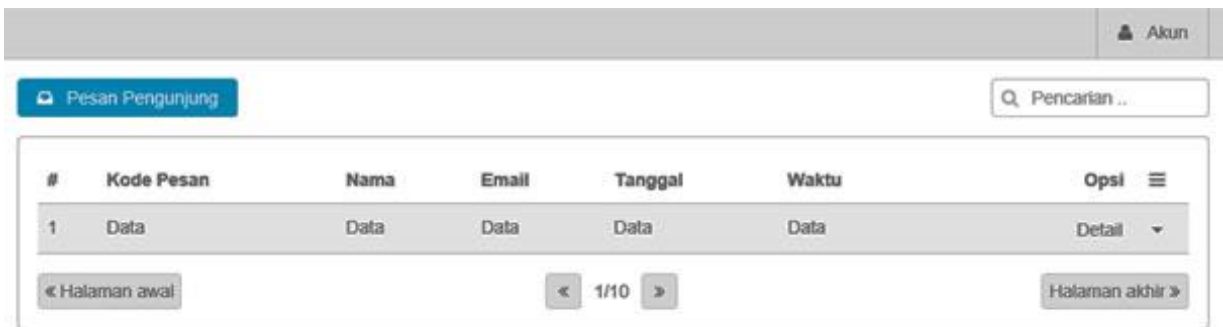 Akun
Pesan Pengunjung Pencarian ..
# Kode Pesan Nama Email Tanggal Waktu Opsi
1 Data Data Data Data Data Detail
« Halaman awal « 1/10 » Halaman akhir »